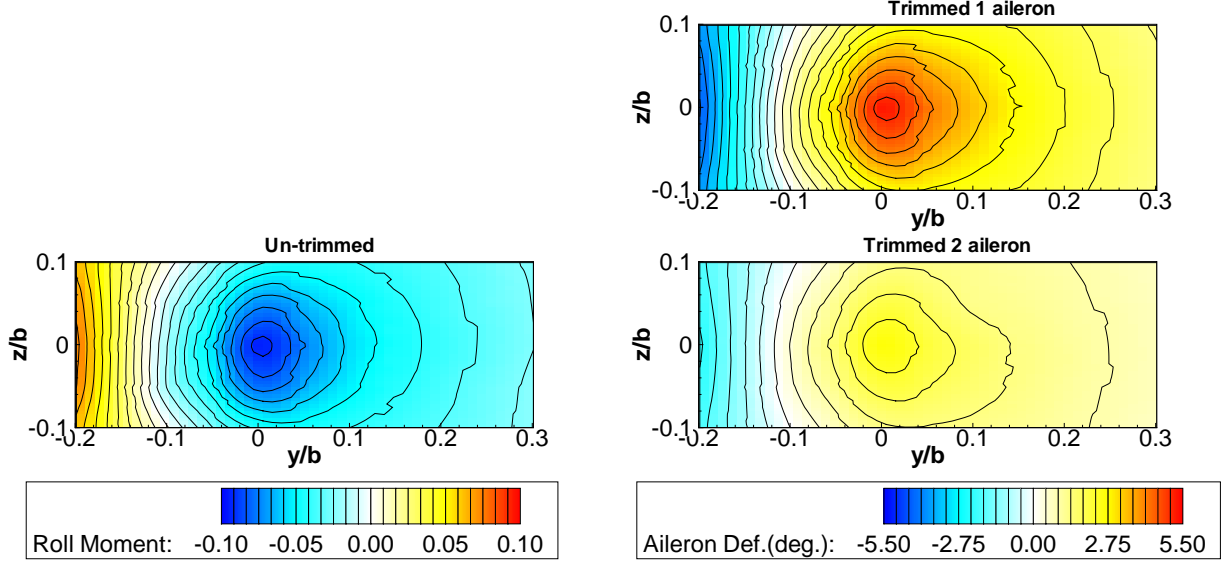 Trimmed 1 aileron
0.1
z/b
0
-0.1
-0.2 -0.1 0 0.1 0.2 0.3
y/b
Un-trimmed
0.1
z/b
0
-0.1
-0.2 -0.1 0 0.1 0.2 0.3
y/b
Trimmed 2 aileron
0.1
z/b
0
-0.1
-0.2 -0.1 0 0.1 0.2 0.3
y/b
Roll Moment: -0.10 -0.05 0.00 0.05 0.10
Aileron Def.(deg.): -5.50 -2.75 0.00 2.75 5.50